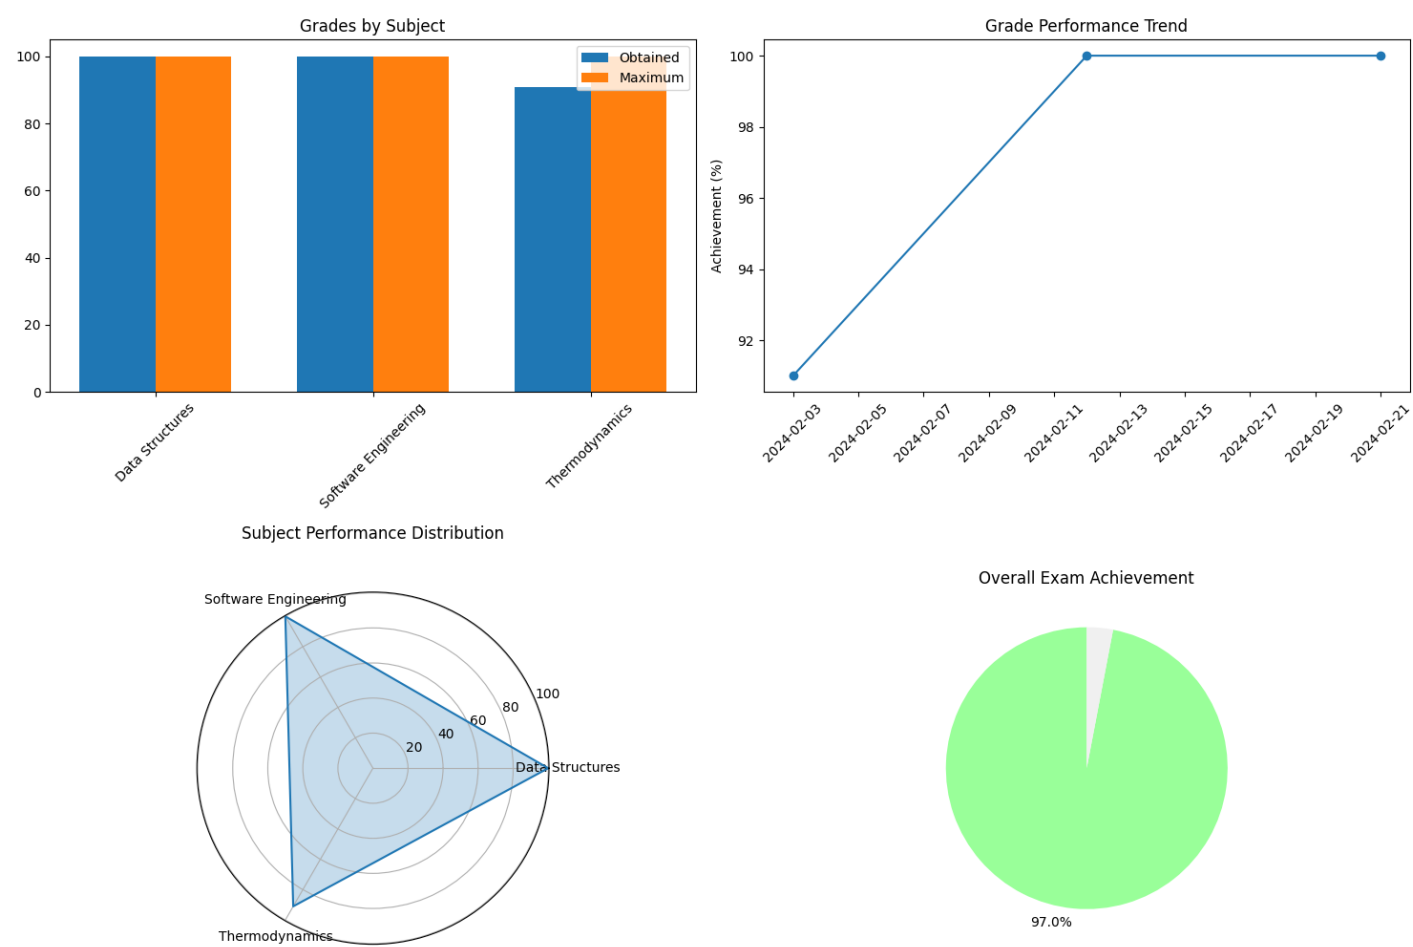 Grades by Subject
100
80
60
40
20
0
Obtained
Maximum
Data Structures
Software Engineering
Thermodynamics
Grade Performance Trend
Achievement (%)
100
98
96
94
92
2024-02-03
2024-02-05
2024-02-07
2024-02-09
2024-02-11
2024-02-13
2024-02-15
2024-02-17
2024-02-19
2024-02-21
Subject Performance Distribution
Software Engineering
100
80
60
40
20
Data Structures
Thermodynamics
Overall Exam Achievement
97.0%